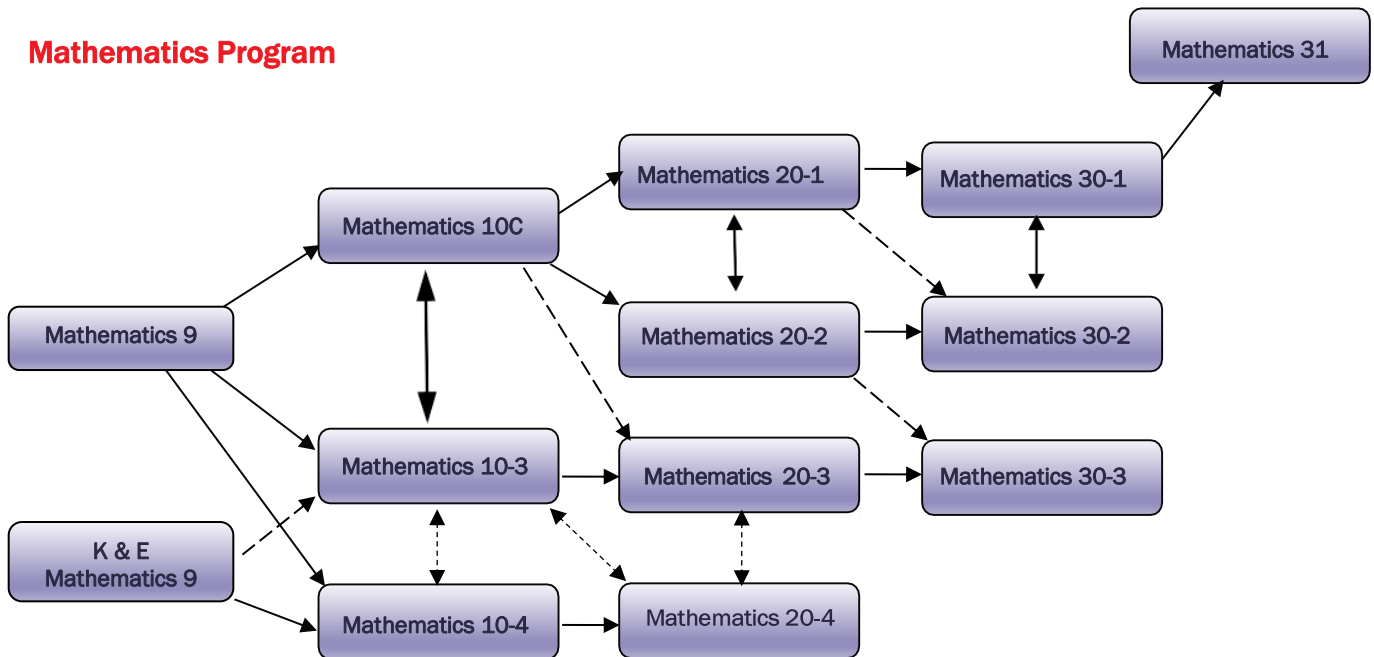 Mathematics Program
Mathematics 31
Mathematics 20-1
Mathematics 30-1
Mathematics 10C
Mathematics 9
Mathematics 20-2
Mathematics 30-2
Mathematics 10-3
Mathematics 20-3
Mathematics 30-3
K & E
Mathematics 9
Mathematics 10-4
Mathematics 20-4